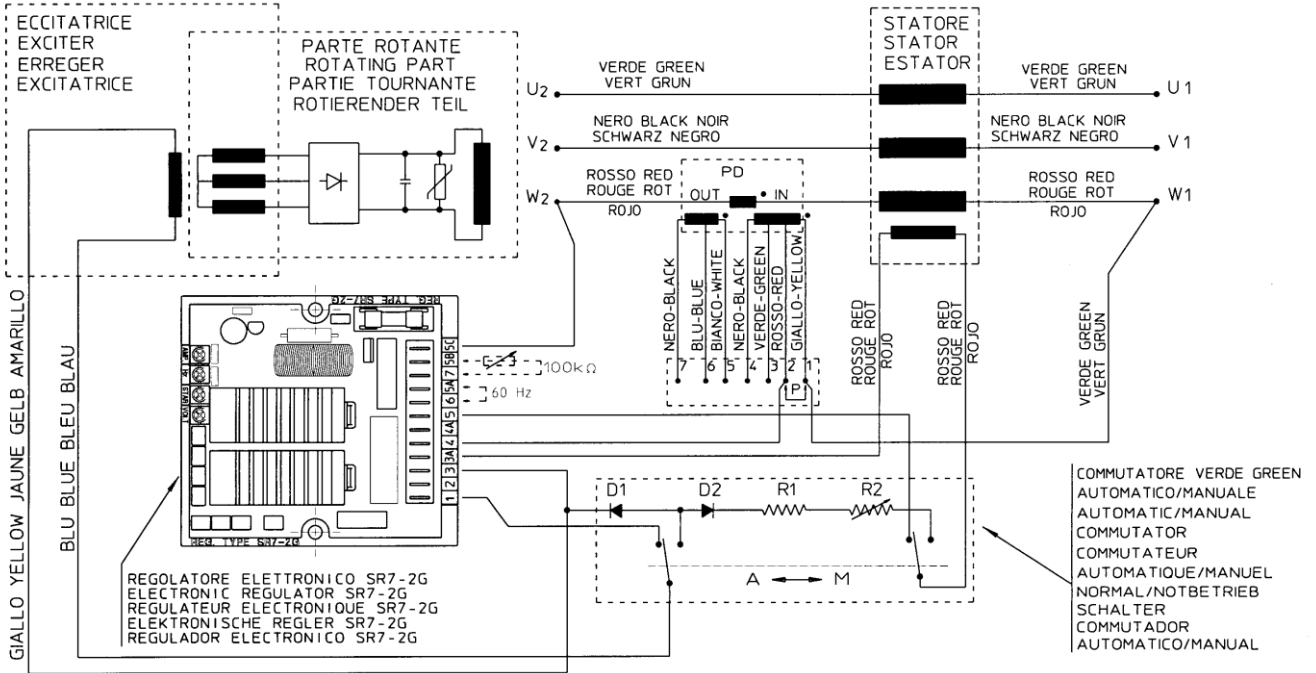 ECCITATRICE
EXCITER
ERREGER
EXCITATRICE
PARTE ROTANTE
ROTATING PART
PARTIE TOURNANTE
ROTIERENDER TEIL
U2
VERDE GREEN
VERT GRUN
STATORE
STATOR
ESTATOR
VERDE GREEN
VERT GRUN
U1
V2
NERO BLACK NOIR
SCHWARZ NEGRO
NERO BLACK NOIR
SCHWARZ NEGRO
V1
W2
ROSSO RED
ROUGE ROT
ROJO
PD
OUT
IN
ROSSO RED
ROUGE ROT
ROJO
W1
NERO-BLACK
BLU-BLUE
BIANCO-WHITE
NERO-BLACK
VERDE-GREEN
ROSSO-RED
GIALLO-YELLOW
7 6 5 4 3 2 1
P
ROSSO RED
ROUGE ROT
ROJO
ROSSO RED
ROUGE ROT
ROJO
VERDE GREEN
VERT GRUN
GIALLO YELLOW JAUNE GELB AMARILLO
BLU BLUE BLEU BLAU
REG. TYPE SR7-2G
AMP
Hz
STAB
VOLT
5C
5B
7
5A
6
5
4A
4
3A
3
2
1
100kΩ
60 Hz
REG. TYPE SR7-2G
D1
D2
R1
R2
A
M
REGOLATORE ELETTRONICO SR7-2G
ELECTRONIC REGULATOR SR7-2G
REGULATEUR ELECTRONIQUE SR7-2G
ELEKTRONISCHE REGLER SR7-2G
REGULADOR ELECTRONICO SR7-2G
COMMUTATORE VERDE GREEN
AUTOMATICO/MANUALE
AUTOMATIC/MANUAL
COMMUTATOR
COMMUTATEUR
AUTOMATIQUE/MANUEL
NORMAL/NOTBETRIEB
SCHALTER
COMMUTADOR
AUTOMATICO/MANUAL